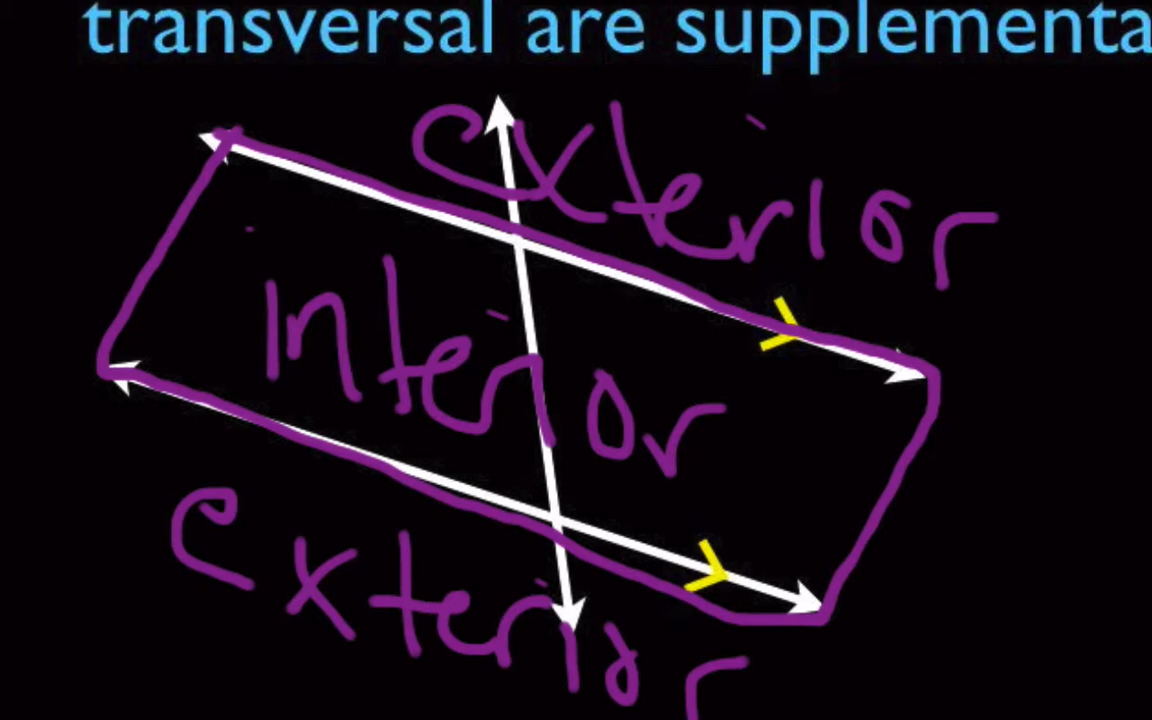 transversal are supplementa
exterior
Interior
exterior